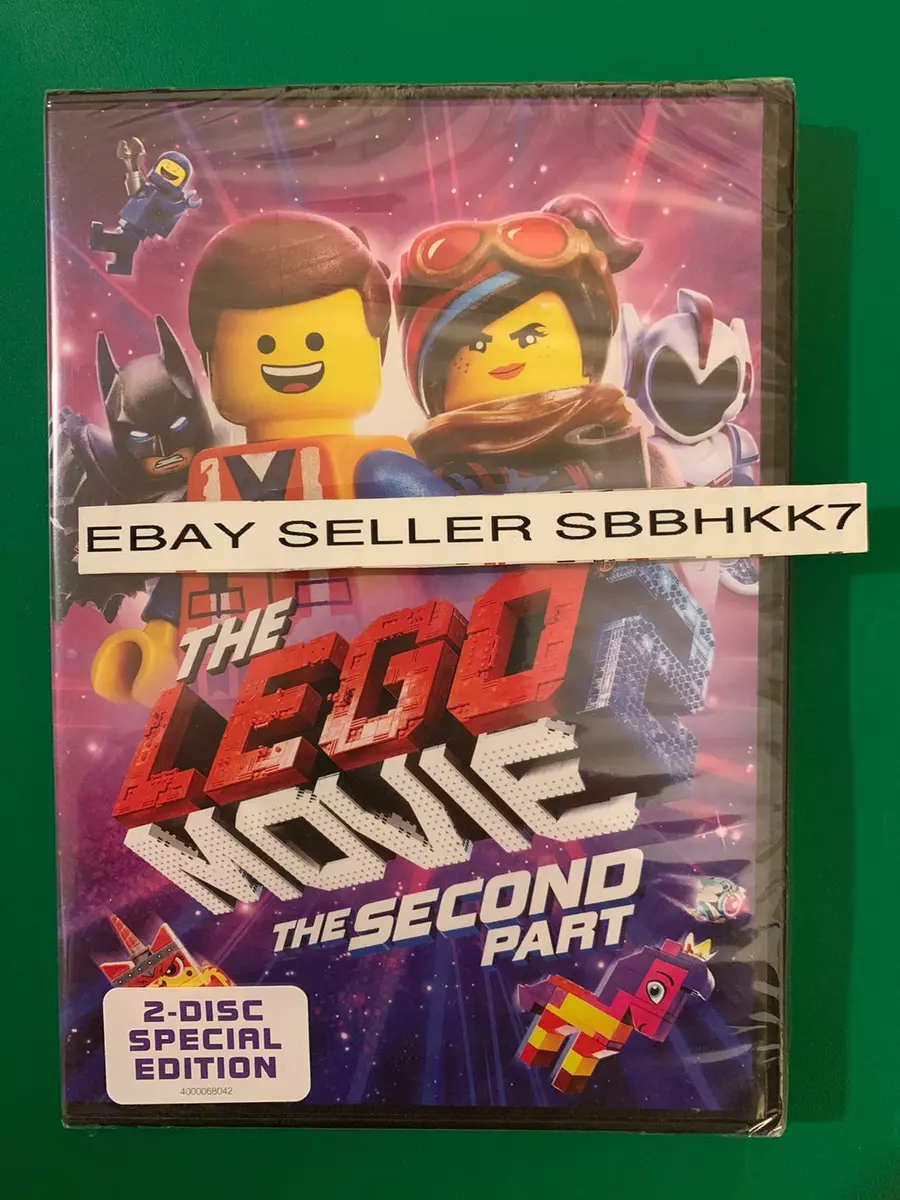 EBAY SELLER SBBHKK7
THE
LEGO
MOVIE 2
THE SECOND
PART
2-DISC
SPECIAL
EDITION
4000068042